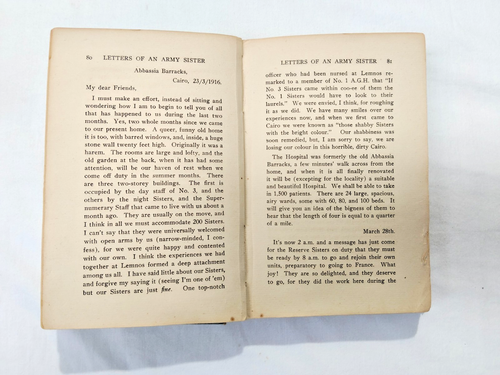 80 LETTERS OF AN ARMY SISTER
Abbassia Barracks,
Cairo, 25/3/1916.
My dear Friends,
I must make an effort, instead of sitting and
wondering how I am to begin to tell you of all
that has happened to us during the last two
months. Yes, two whole months since we came
to our present home. A queer, funny old home
it is too, with barred windows, and, inside, a huge
stone wall twenty feet high. Originally it was a
harem. The rooms are large and lofty, and the
old garden at the back, when it has had some
attention, will be our haven of rest when we
come off duty in the summer months. There
are three two-storey buildings. The first is
occupied by the day staff of No. 3, and the
others by the night Sisters, and the Super-
numerary Staff that came to live with us about a
month ago. They are usually on the move, and
I think in all we must accommodate 200 Sisters.
I can't say that they were universally welcomed
with open arms by us (narrow-minded, I con-
fess), for we were quite happy and contented
with our own. I think the experiences we had
together at Lemnos formed a deep attachment
among us all. I have said little about our Sisters,
and forgive my saying it (seeing I'm one of 'em)
but our Sisters are just fine. One top-notch
LETTERS OF AN ARMY SISTER 81
officer who had been nursed at Lemnos re-
marked to a member of No. 1 A.G.H. that "If
No 3 Sisters came within coo-ee of them the
No. 1 Sisters would have to look to their
laurels." We were envied, I think, for roughing
it as we did. We have many smiles over our
experiences now, and when we first came to
Cairo we were known as "those shabby Sisters
with the bright colour." Our shabbiness was
soon remedied, but, I am sorry to say, we are
losing our colour in this horrible, dirty Cairo.
The Hospital was formerly the old Abbassia
Barracks, a few minutes' walk across from the
home, and when it is all finally renovated
it will be (excepting for the locality) a suitable
and beautiful Hospital. We shall be able to take
in 1,500 patients. There are 24 large, spacious,
airy wards, some with 60, 80, and 100 beds. It
will give you an idea of the bigness of them to
hear that the length of four is equal to a quarter
of a mile.
March 28th.
It's now 2 a.m. and a message has just come
for the Reserve Sisters on duty that they must
be ready by 8 a.m. to go and rejoin their own
units, preparatory to going to France. What
joy! They are so delighted, and they deserve
to go, for they did the work here during the